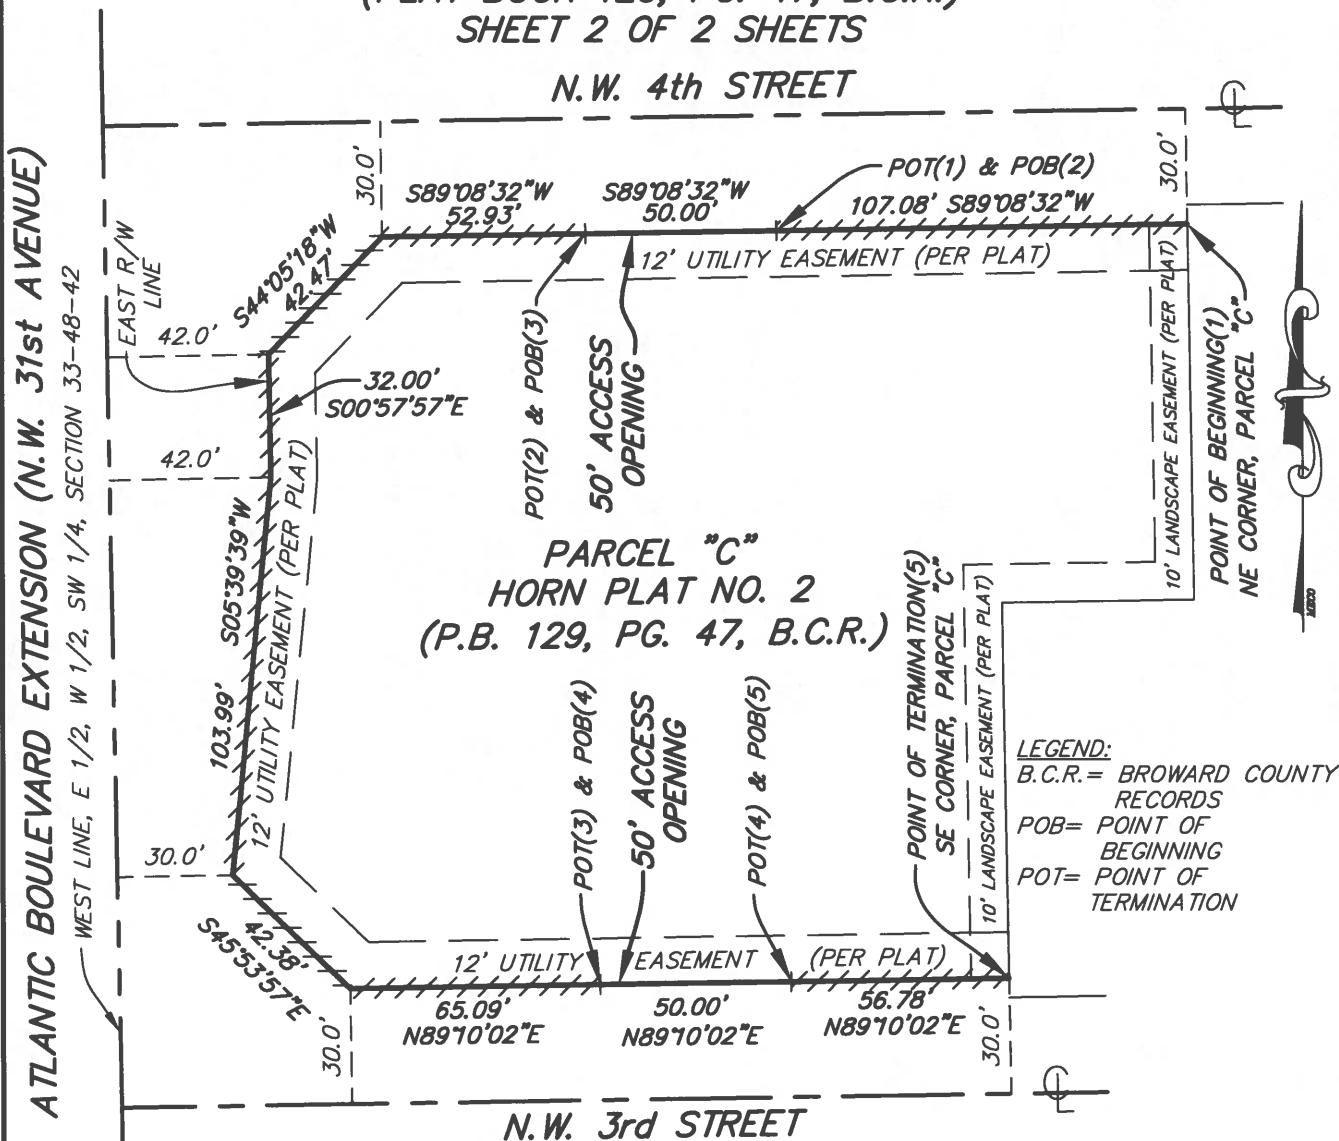 SHEET 2 OF 2 SHEETS
N.W. 4th STREET
30.0'
30.0'
POT(1) & POB(2)
S89°08'32"W
52.93'
S89°08'32"W
50.00'
107.08' S89°08'32"W
12' UTILITY EASEMENT (PER PLAT)
S44°05'18"W
42.47'
EAST R/W
LINE
42.0'
32.00'
S00°57'57"E
42.0'
ATLANTIC BOULEVARD EXTENSION (N.W. 31st AVENUE)
WEST LINE, E 1/2, W 1/2, SW 1/4, SECTION 33-48-42
POT(2) & POB(3)
50' ACCESS
OPENING
10' LANDSCAPE EASEMENT (PER PLAT)
POINT OF BEGINNING(1)
NE CORNER, PARCEL "C"
S05°39'39"W
103.99'
12' UTILITY EASEMENT (PER PLAT)
PARCEL "C"
HORN PLAT NO. 2
(P.B. 129, PG. 47, B.C.R.)
POINT OF TERMINATION(5)
SE CORNER, PARCEL "C"
10' LANDSCAPE EASEMENT (PER PLAT)
POT(3) & POB(4)
50' ACCESS
OPENING
POT(4) & POB(5)
LEGEND:
B.C.R.= BROWARD COUNTY
RECORDS
POB= POINT OF
BEGINNING
POT= POINT OF
TERMINATION
30.0'
42.38'
S45°53'57"E
12' UTILITY EASEMENT (PER PLAT)
65.09'
N89°10'02"E
50.00'
N89°10'02"E
56.78'
N89°10'02"E
30.0'
30.0'
N.W. 3rd STREET